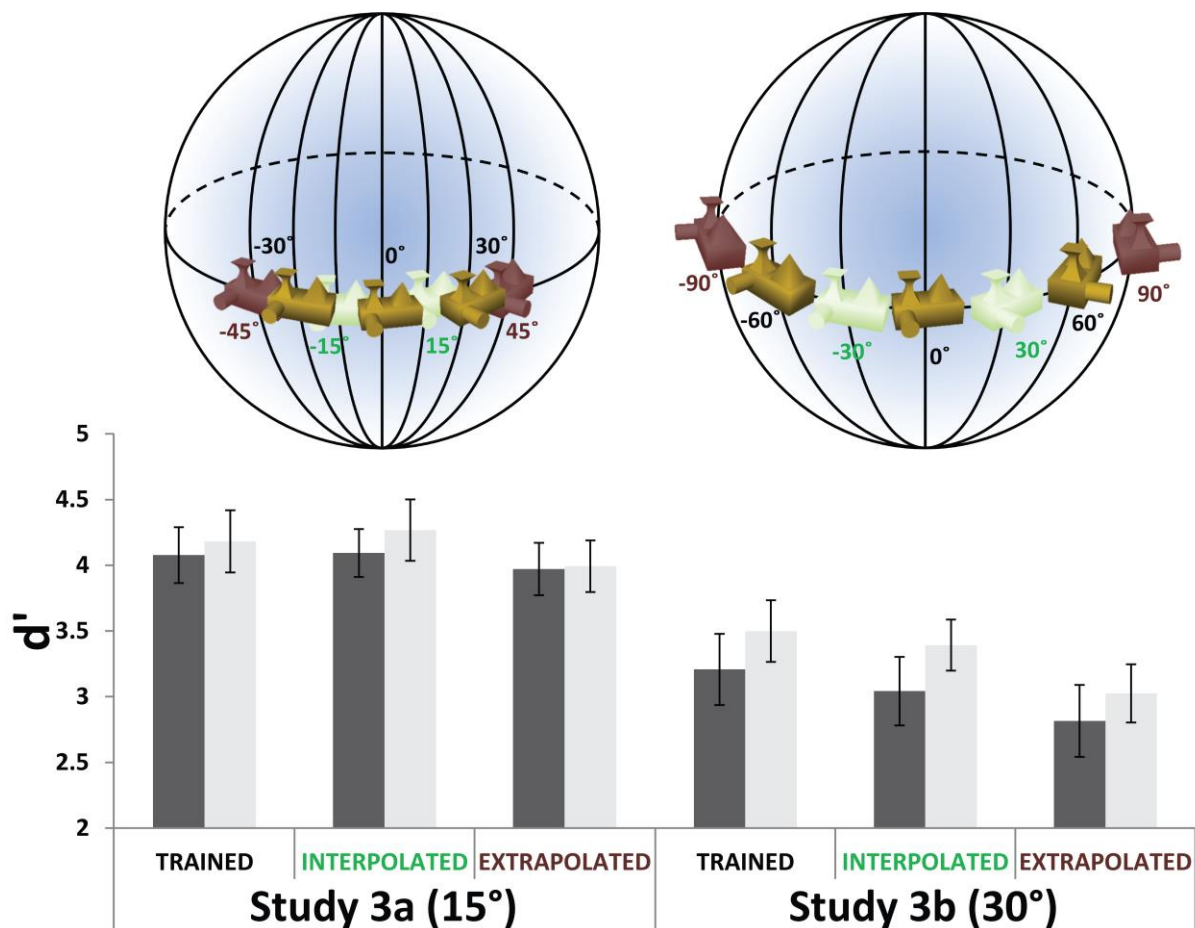 -30° 0° 30°
-45° -15° 15° 45°
-90° 90°
-60° 60°
-30° 0° 30°
d'
5
4.5
4
3.5
3
2.5
2
TRAINED INTERPOLATED EXTRAPOLATED TRAINED INTERPOLATED EXTRAPOLATED
Study 3a (15°) Study 3b (30°)